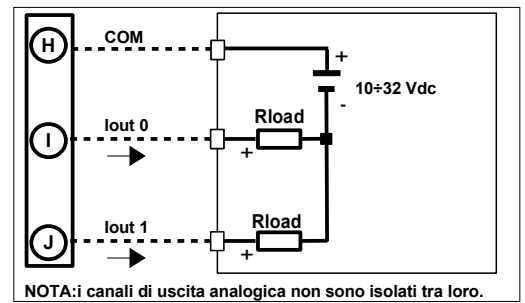 H
COM
+
10÷32 Vdc
-
Rload
I
Iout 0
+
Rload
J
Iout 1
+
NOTA:i canali di uscita analogica non sono isolati tra loro.